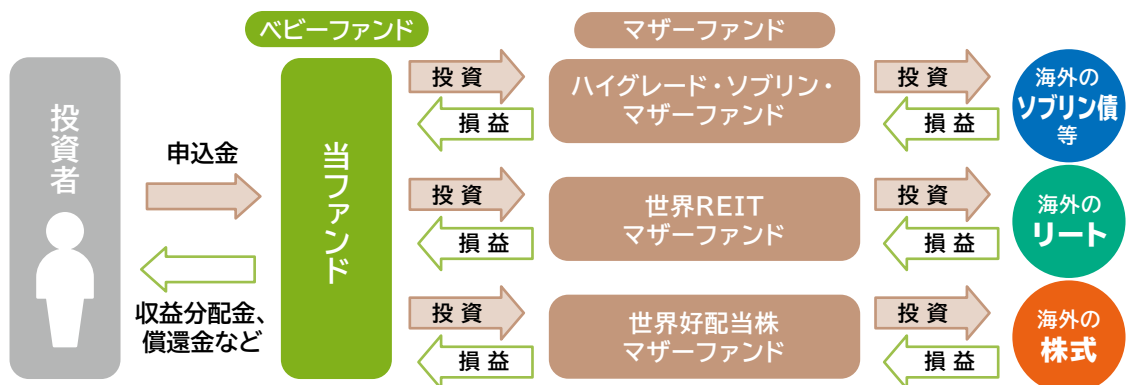 ベビーファンド
マザーファンド
投資者
申込金
収益分配金、
償還金など
当ファンド
投資
損益
ハイグレード・ソブリン・
マザーファンド
投資
損益
海外の
ソブリン債
等
投資
損益
世界REIT
マザーファンド
投資
損益
海外の
リート
投資
損益
世界好配当株
マザーファンド
投資
損益
海外の
株式